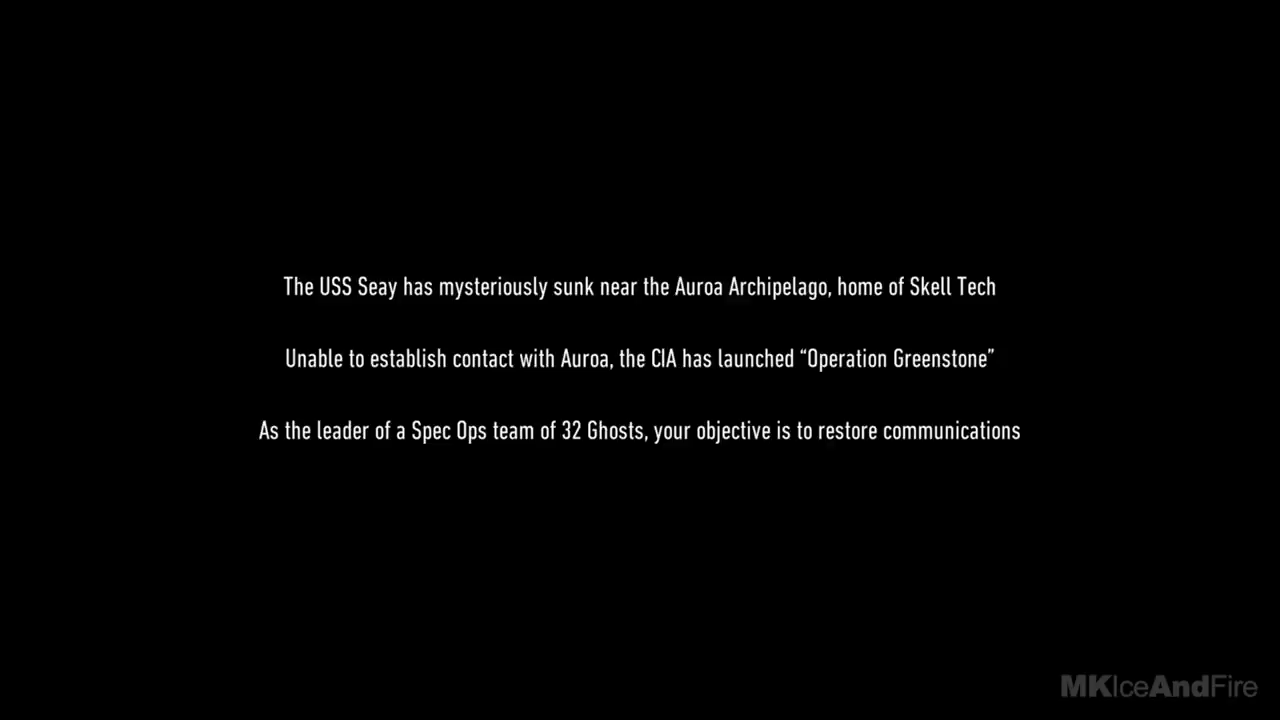 The USS Seay has mysteriously sunk near the Auroa Archipelago, home of Skell Tech
Unable to establish contact with Auroa, the CIA has launched “Operation Greenstone”
As the leader of a Spec Ops team of 32 Ghosts, your objective is to restore communications
MKIceAndFire